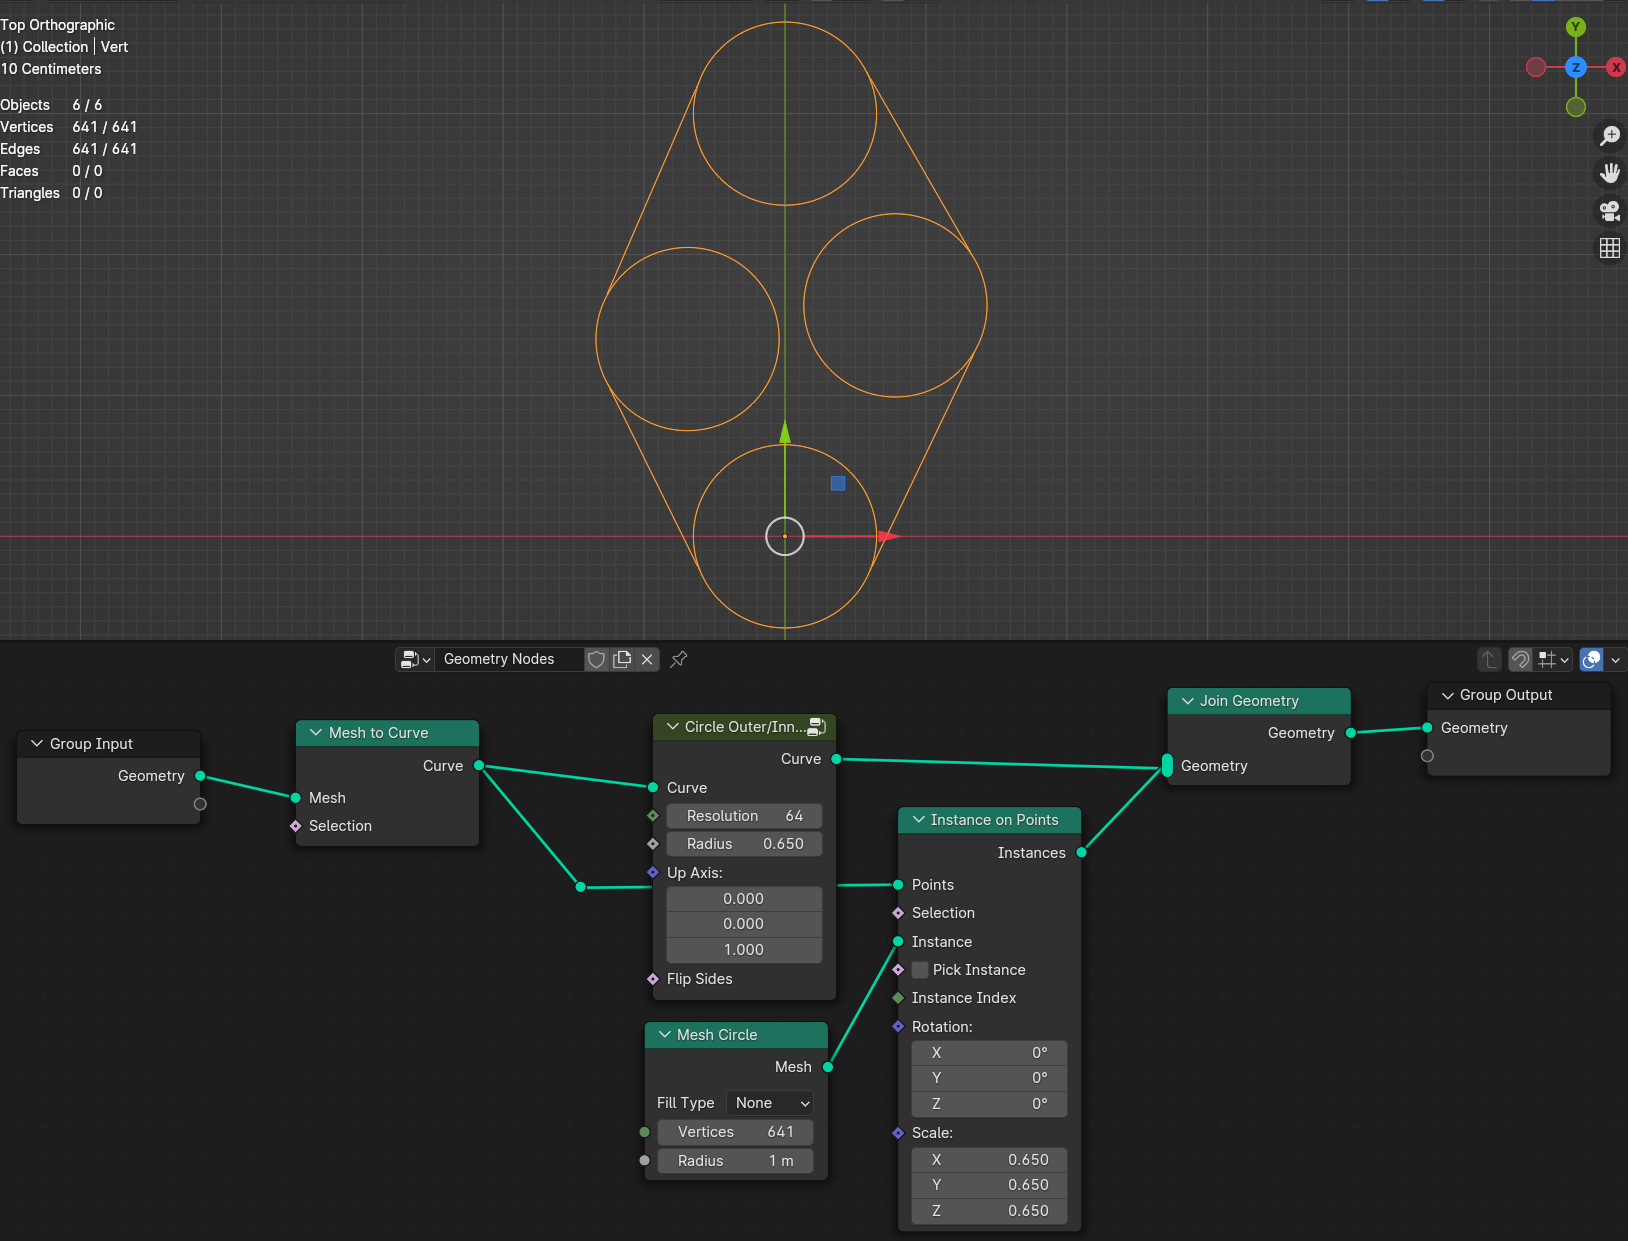 Top Orthographic
(1) Collection | Vert
10 Centimeters
Objects 6 / 6
Vertices 641 / 641
Edges 641 / 641
Faces 0 / 0
Triangles 0 / 0
Y
Z
X
Geometry Nodes
Group Input
Geometry
Mesh to Curve
Curve
Mesh
Selection
Circle Outer/Inn...
Curve
Curve
Resolution 64
Radius 0.650
Up Axis:
0.000
0.000
1.000
Flip Sides
Mesh Circle
Mesh
Fill Type None
Vertices 641
Radius 1 m
Instance on Points
Instances
Points
Selection
Instance
Pick Instance
Instance Index
Rotation:
X 0°
Y 0°
Z 0°
Scale:
X 0.650
Y 0.650
Z 0.650
Join Geometry
Geometry
Geometry
Group Output
Geometry